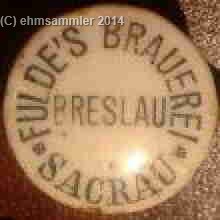 (C) ehmsammler 2014
FULDE'S BRAUEREI
BRESLAU
SACRAU